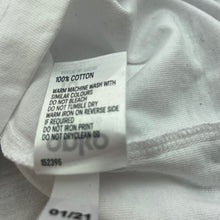 100% COTTON
WARM MACHINE WASH WITH
SIMILAR COLOURS
DO NOT BLEACH
DO NOT TUMBLE DRY
WARM IRON ON REVERSE SIDE
IF REQUIRED
DO NOT IRON PRINT
DO NOT DRYCLEAN
152395
01/21